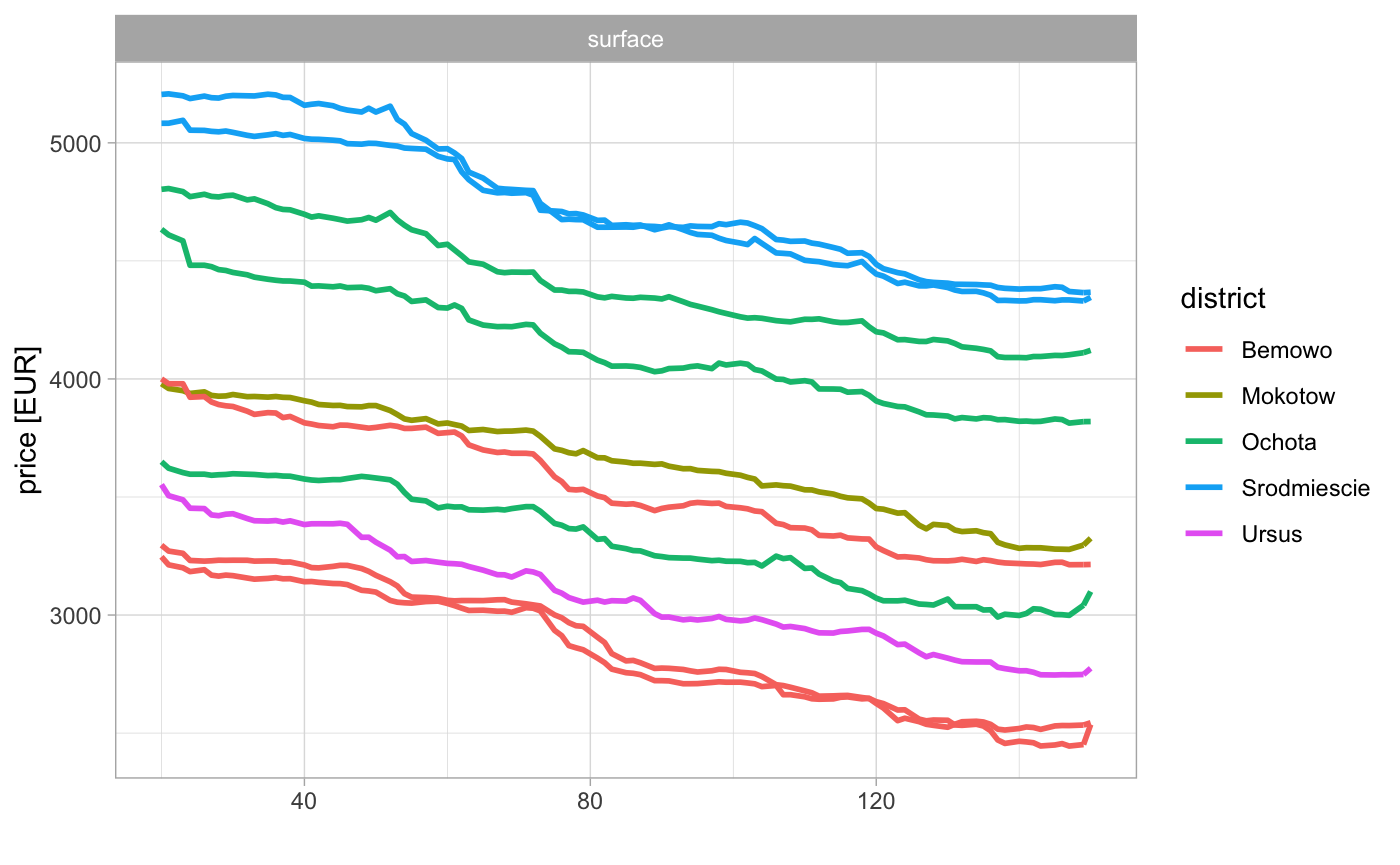 surface
price [EUR]
5000
4000
3000
40
80
120
district
Bemowo
Mokotow
Ochota
Srodmiescie
Ursus